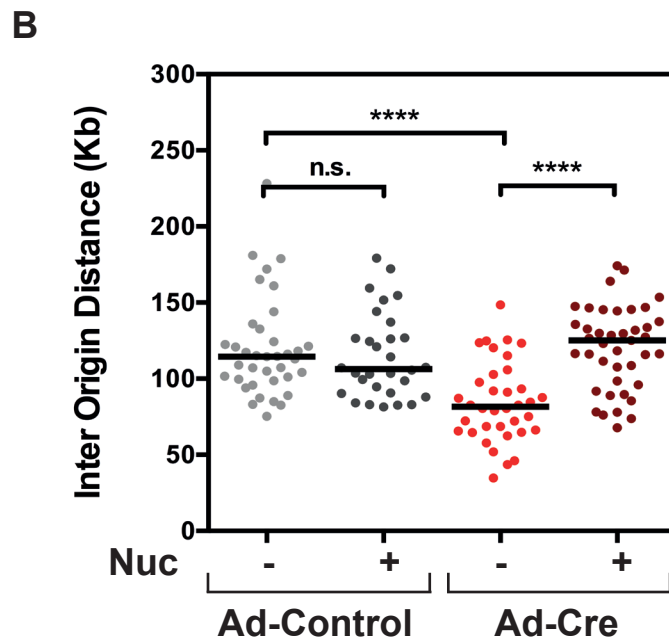 B
Inter Origin Distance (Kb)
300
250
200
150
100
50
0
****
n.s.
****
Nuc - + - +
Ad-Control Ad-Cre